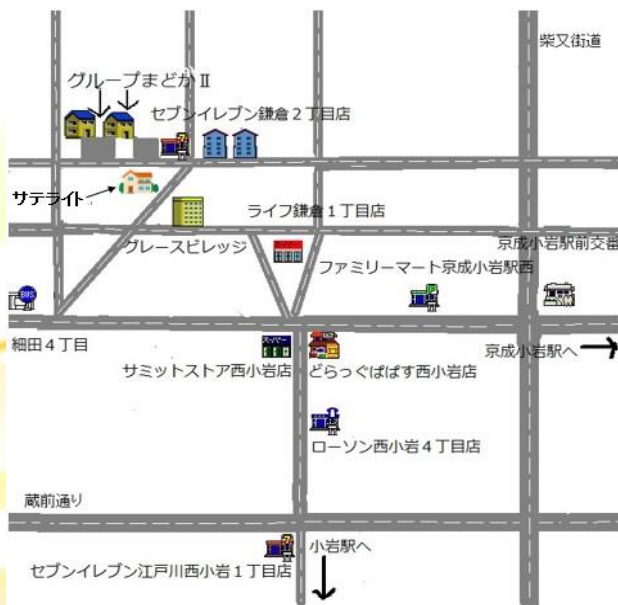 柴又街道
グループまどかⅡ
セブンイレブン鎌倉２丁目店
サテライト
ライフ鎌倉１丁目店
グレースビレッジ
京成小岩駅前交番
ファミリーマート京成小岩駅西
BUS
細田４丁目
スーパー
サミットストア西小岩店
どらっぐぱぱす西小岩店
京成小岩駅へ
ローソン西小岩４丁目店
蔵前通り
小岩駅へ
セブンイレブン江戸川西小岩１丁目店